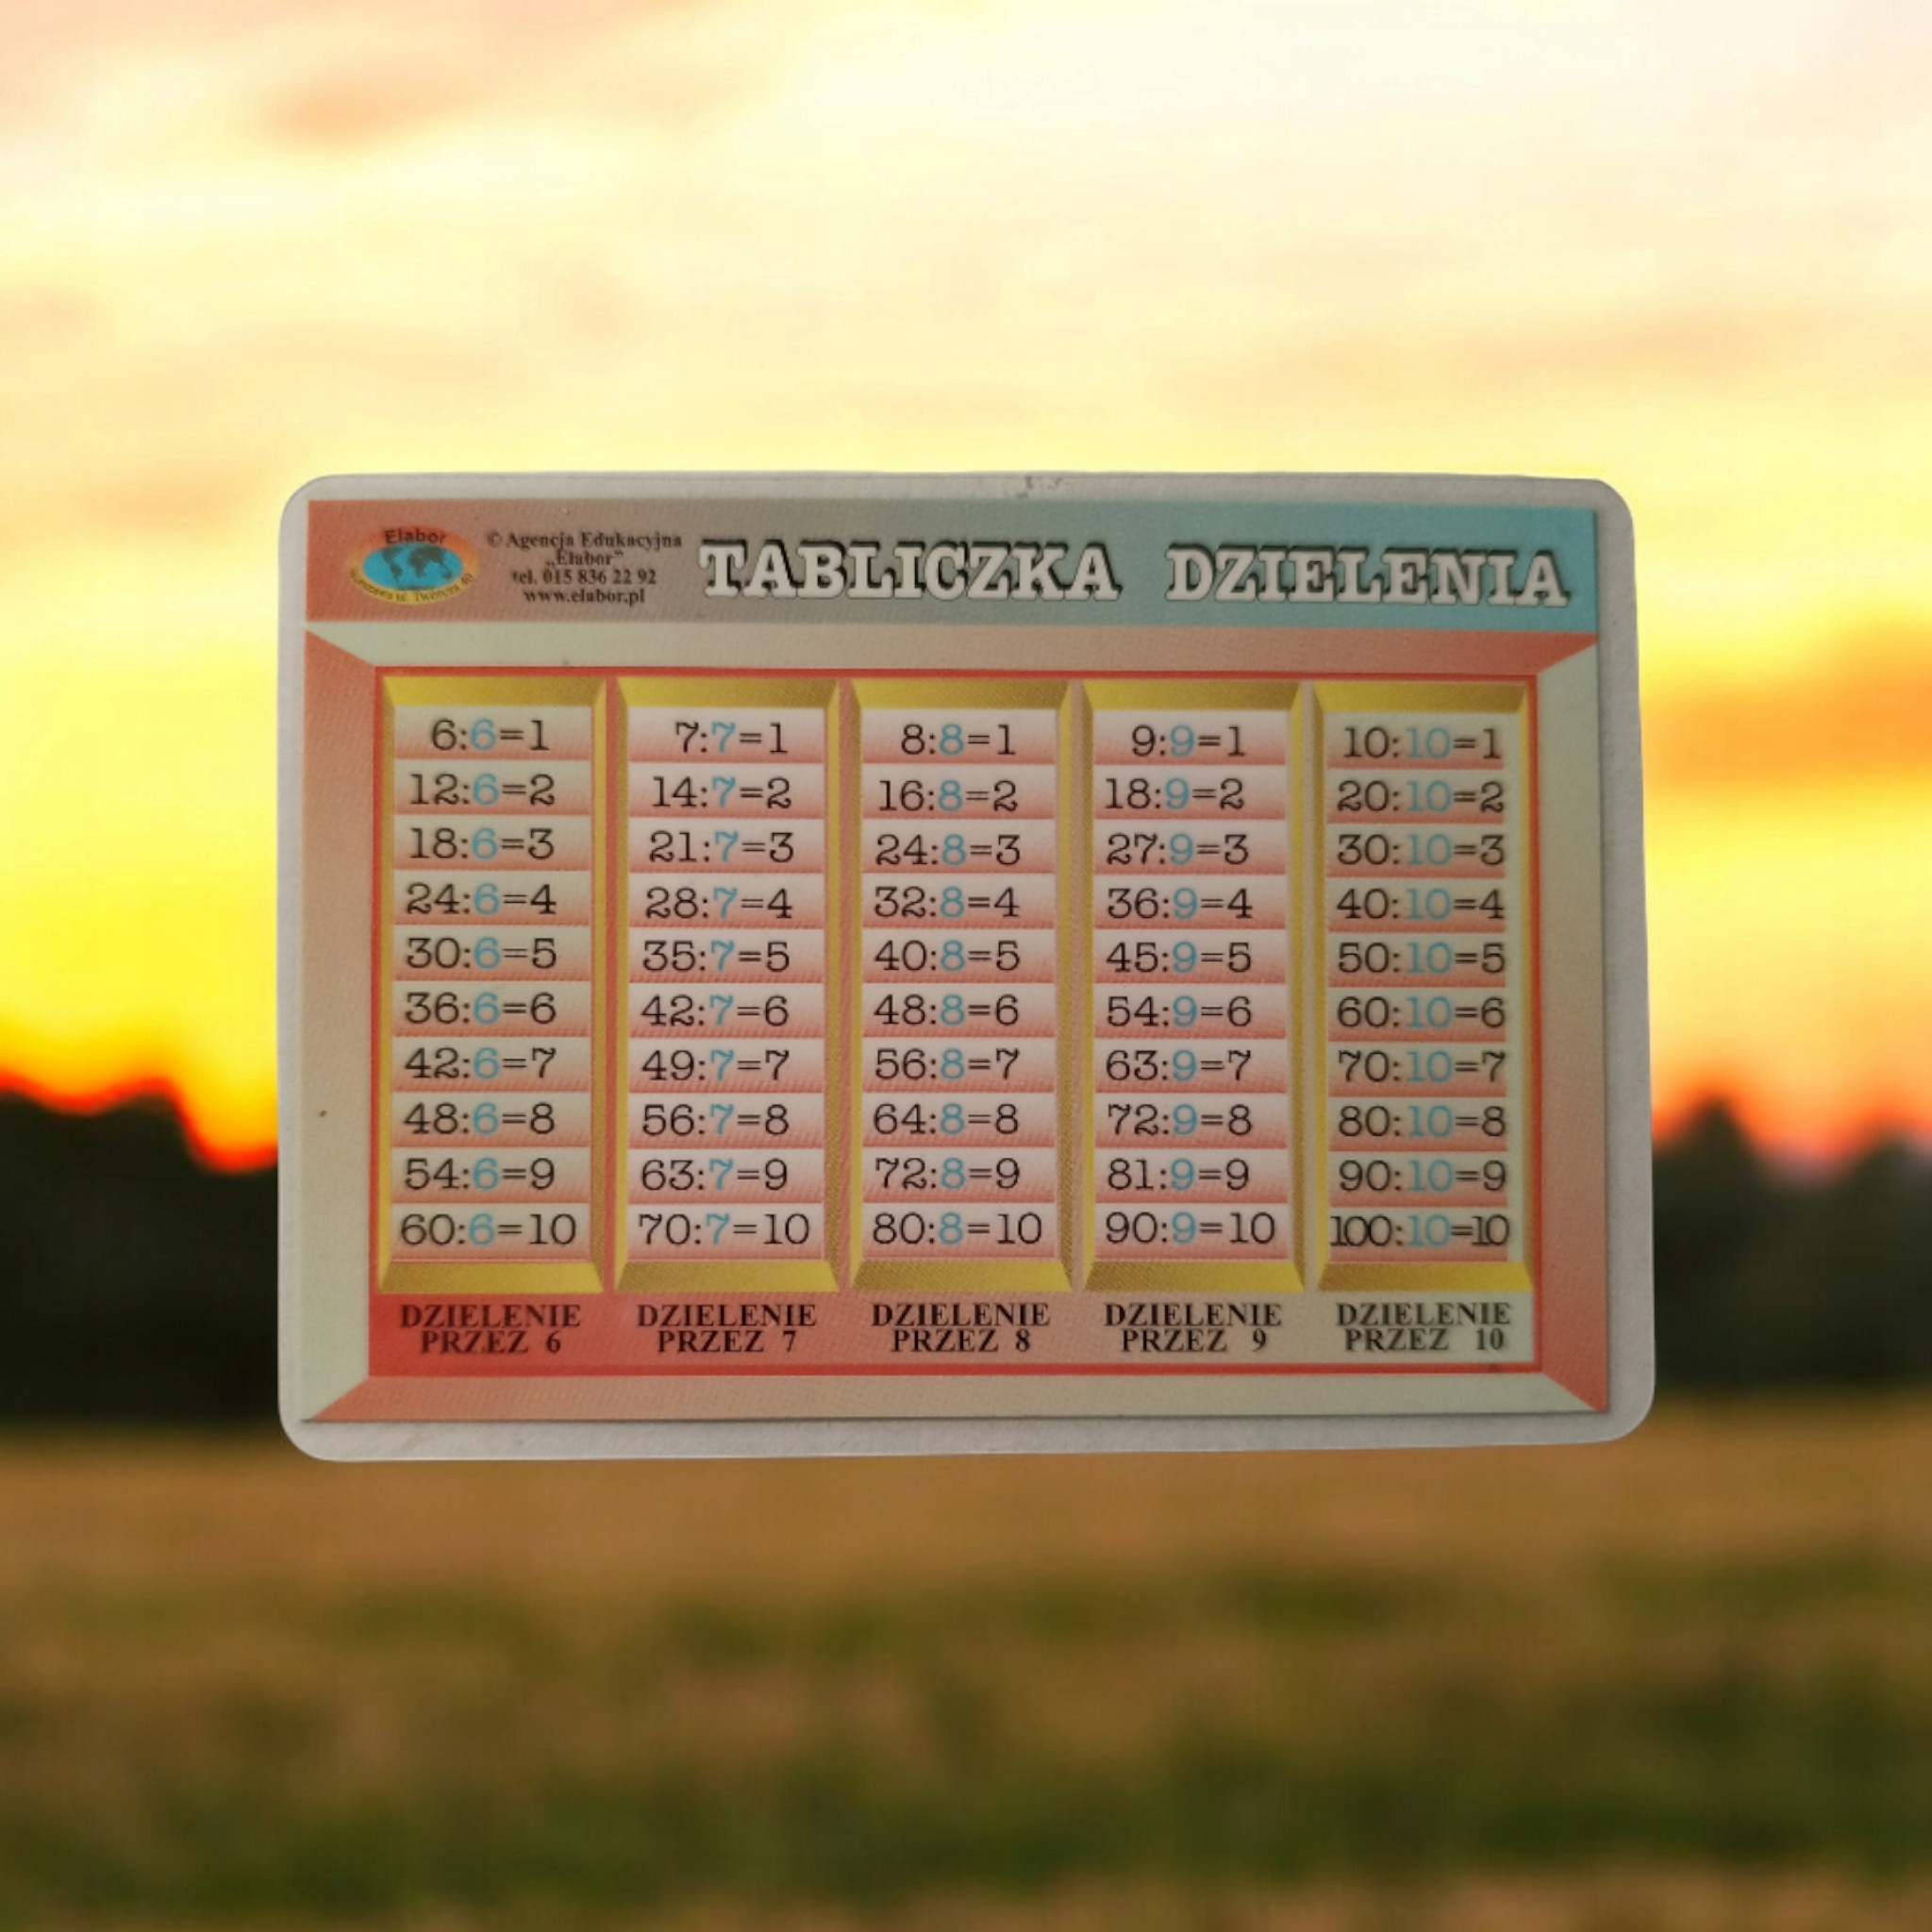 Elabor
© Agencja Edukacyjna
„Elabor”
tel. 015 836 22 92
www.elabor.pl
TABLICZKA DZIELENIA
6:6=1 7:7=1 8:8=1 9:9=1 10:10=1
12:6=2 14:7=2 16:8=2 18:9=2 20:10=2
18:6=3 21:7=3 24:8=3 27:9=3 30:10=3
24:6=4 28:7=4 32:8=4 36:9=4 40:10=4
30:6=5 35:7=5 40:8=5 45:9=5 50:10=5
36:6=6 42:7=6 48:8=6 54:9=6 60:10=6
42:6=7 49:7=7 56:8=7 63:9=7 70:10=7
48:6=8 56:7=8 64:8=8 72:9=8 80:10=8
54:6=9 63:7=9 72:8=9 81:9=9 90:10=9
60:6=10 70:7=10 80:8=10 90:9=10 100:10=10
DZIELENIE DZIELENIE DZIELENIE DZIELENIE DZIELENIE
PRZEZ 6 PRZEZ 7 PRZEZ 8 PRZEZ 9 PRZEZ 10